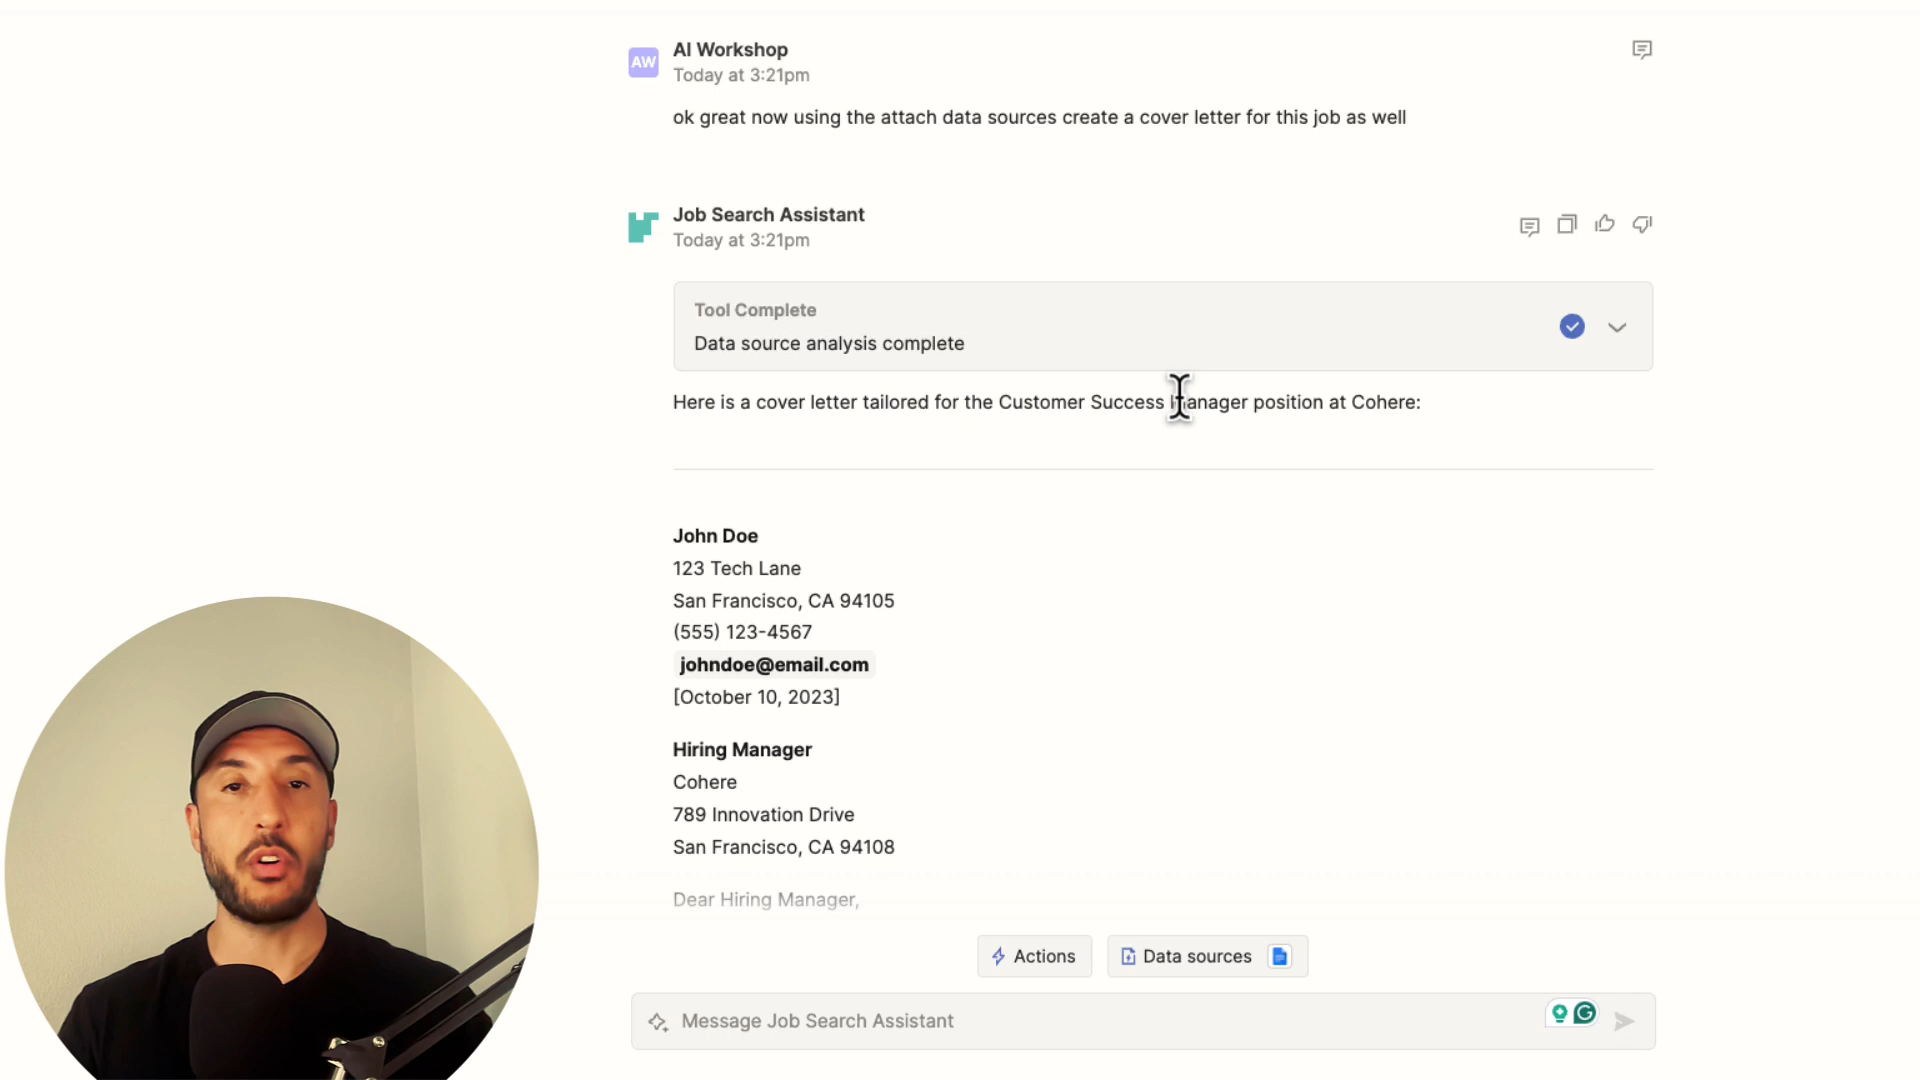 AW
AI Workshop
Today at 3:21pm
ok great now using the attach data sources create a cover letter for this job as well
Job Search Assistant
Today at 3:21pm
Tool Complete
Data source analysis complete
Here is a cover letter tailored for the Customer Success Manager position at Cohere:
John Doe
123 Tech Lane
San Francisco, CA 94105
(555) 123-4567
johndoe@email.com
[October 10, 2023]
Hiring Manager
Cohere
789 Innovation Drive
San Francisco, CA 94108
Dear Hiring Manager,
Actions
Data sources
Message Job Search Assistant